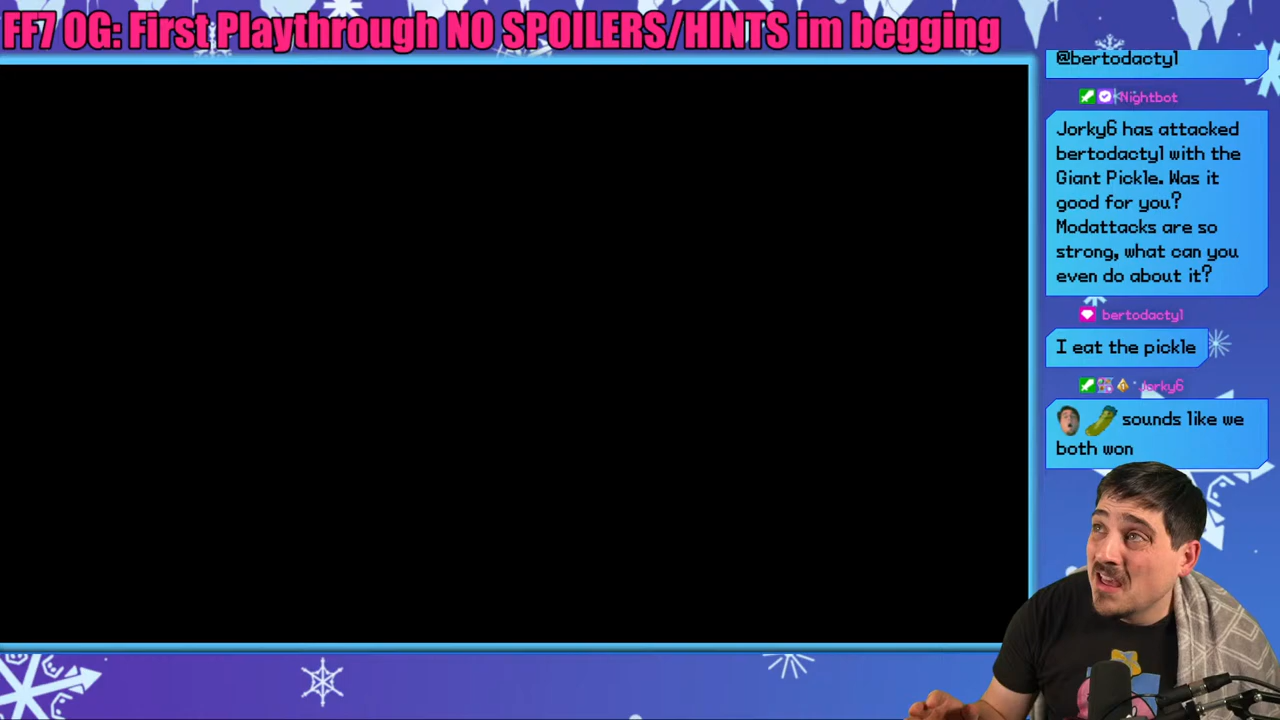 FF7 OG: First Playthrough NO SPOILERS/HINTS im begging
@bertodactyl
Nightbot
Jorky6 has attacked
bertodactyl with the
Giant Pickle. Was it
good for you?
Modattacks are so
strong, what can you
even do about it?
bertodactyl
I eat the pickle
Jorky6
sounds like we
both won